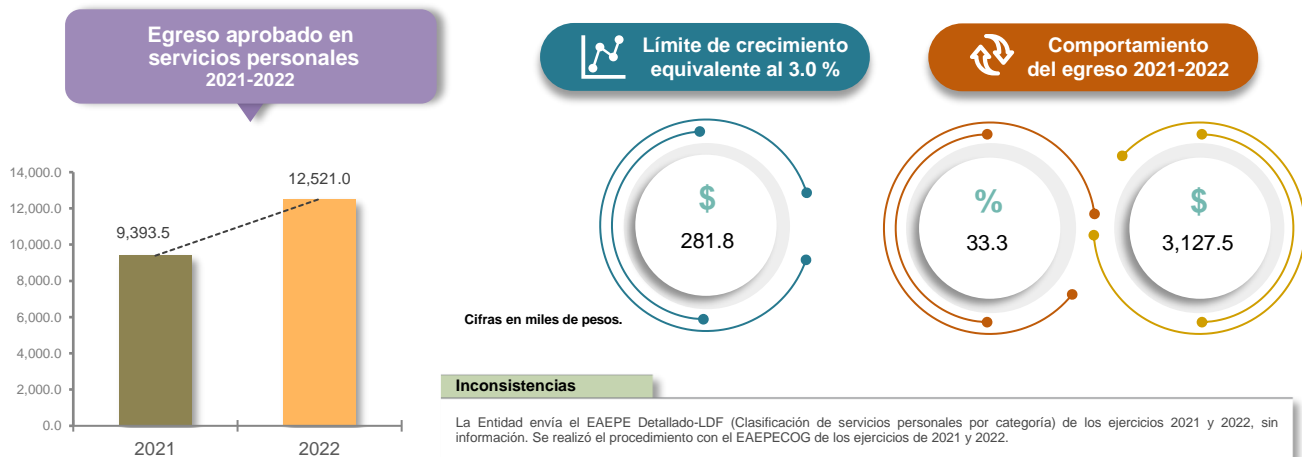 Egreso aprobado en
servicios personales
2021-2022
Límite de crecimiento
equivalente al 3.0 %
Comportamiento
del egreso 2021-2022
14,000.0
12,000.0
10,000.0
8,000.0
6,000.0
4,000.0
2,000.0
0.0
9,393.5
12,521.0
2021
2022
$
281.8
%
33.3
$
3,127.5
Cifras en miles de pesos.
Inconsistencias
La Entidad envía el EAEPE Detallado-LDF (Clasificación de servicios personales por categoría) de los ejercicios 2021 y 2022, sin
información. Se realizó el procedimiento con el EAEPECOG de los ejercicios de 2021 y 2022.